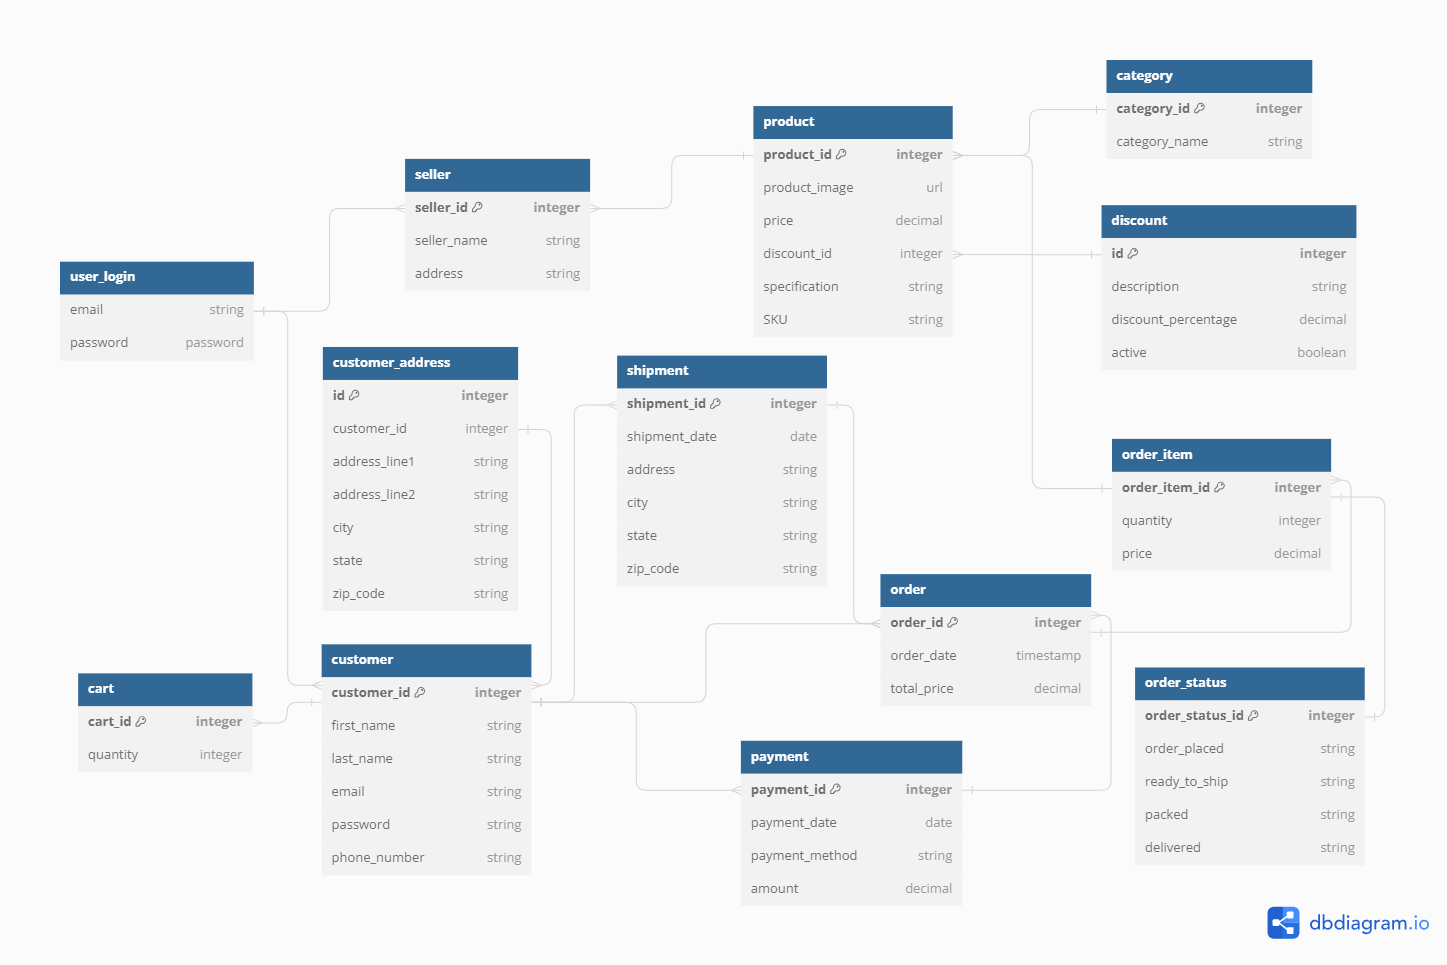 category
category_id integer
category_name string
product
product_id integer
product_image url
price decimal
discount_id integer
specification string
SKU string
seller
seller_id integer
seller_name string
address string
discount
id integer
description string
discount_percentage decimal
active boolean
user_login
email string
password password
customer_address
id integer
customer_id integer
address_line1 string
address_line2 string
city string
state string
zip_code string
shipment
shipment_id integer
shipment_date date
address string
city string
state string
zip_code string
order_item
order_item_id integer
quantity integer
price decimal
order
order_id integer
order_date timestamp
total_price decimal
customer
customer_id integer
first_name string
last_name string
email string
password string
phone_number string
cart
cart_id integer
quantity integer
order_status
order_status_id integer
order_placed string
ready_to_ship string
packed string
delivered string
payment
payment_id integer
payment_date date
payment_method string
amount decimal
dbdiagram.io